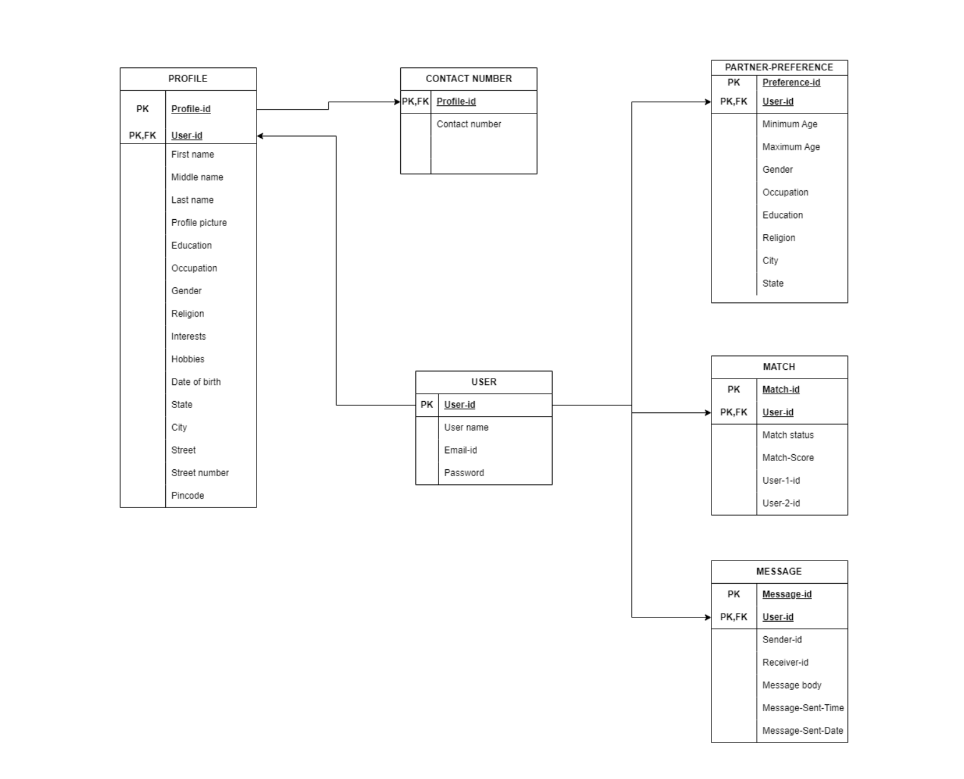 PROFILE
PK Profile-id
PK,FK User-id
First name
Middle name
Last name
Profile picture
Education
Occupation
Gender
Religion
Interests
Hobbies
Date of birth
State
City
Street
Street number
Pincode
CONTACT NUMBER
PK,FK Profile-id
Contact number
USER
PK User-id
User name
Email-id
Password
PARTNER-PREFERENCE
PK Preference-id
PK,FK User-id
Minimum Age
Maximum Age
Gender
Occupation
Education
Religion
City
State
MATCH
PK Match-id
PK,FK User-id
Match status
Match-Score
User-1-id
User-2-id
MESSAGE
PK Message-id
PK,FK User-id
Sender-id
Receiver-id
Message body
Message-Sent-Time
Message-Sent-Date